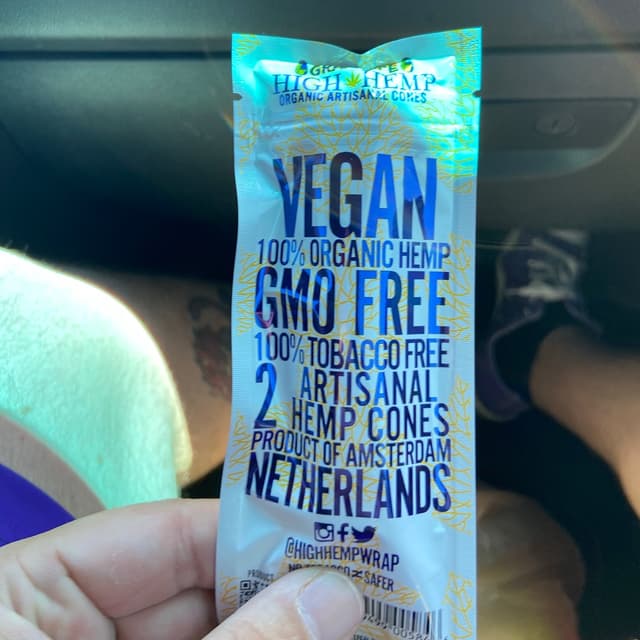 HIGH HEMP
ORGANIC ARTISANAL CONES
VEGAN
100% ORGANIC HEMP
GMO FREE
100% TOBACCO FREE
2 ARTISANAL
HEMP CONES
PRODUCT OF AMSTERDAM
NETHERLANDS
@HIGHHEMPWRAP
SAFER
PRODUCT